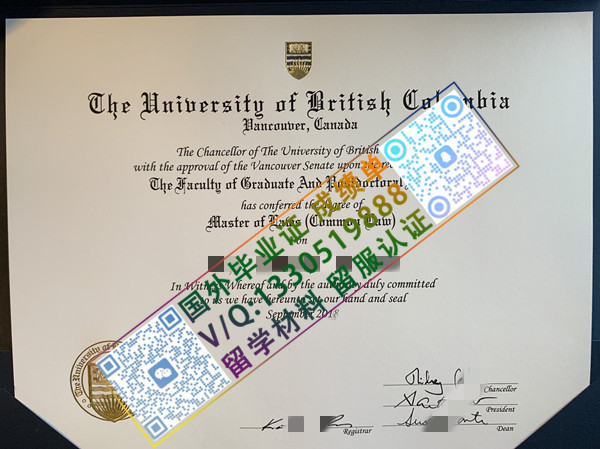 The University of British Columbia
Vancouver, Canada
The Chancellor of The University of British
with the approval of the Vancouver Senate upon the
The Faculty of Graduate And Postdoctoral
has conferred the degree of
Master of Laws (Common Law)
on
In Witness Whereof and by the authority duly committed
to us we have hereunto set our hand and seal
September 2018
国外毕业证 成绩单
V/Q:1330519888
留学材料 留服认证
The University of
Chancellor
President
Registrar
Dean